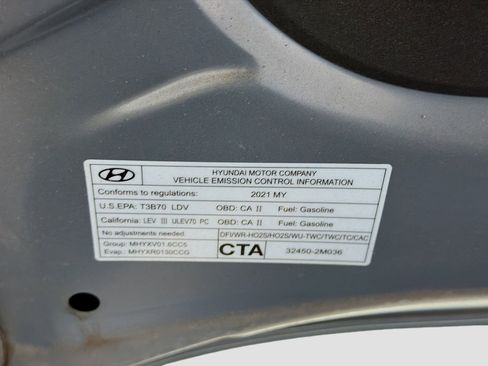 HYUNDAI MOTOR COMPANY
VEHICLE EMISSION CONTROL INFORMATION
Conforms to regulations: 2021 MY
U.S.EPA: T3B70 LDV OBD: CA II Fuel: Gasoline
California: LEV III ULEV70 PC OBD: CA II Fuel: Gasoline
No adjustments needed. DFI/WR-HO2S/HO2S/WU-TWC/TWC/TC/CAC
Group: MHYXV01.6CC5
Evap.: MHYXR0130CCG
CTA 32450-2M036